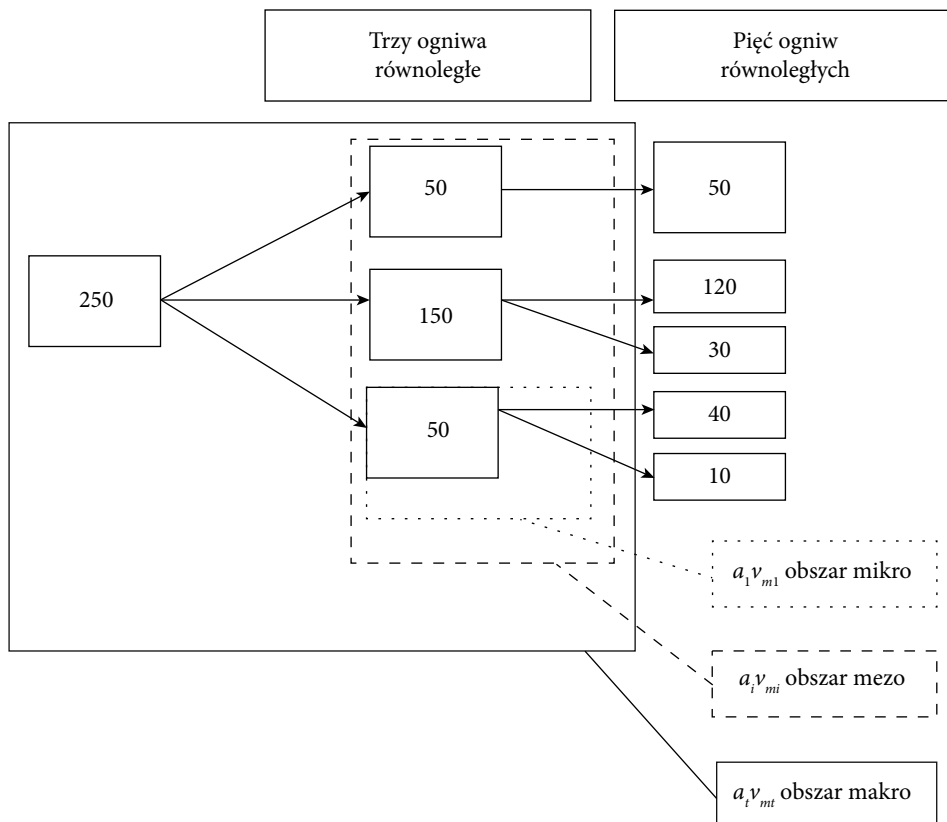 Trzy ogniwa
równoległe
Pięć ogniw
równoległych
50
50
250
150
120
30
50
40
10
a₁vₘ₁ obszar mikro
aᵢvₘᵢ obszar mezo
aₜvₘₜ obszar makro